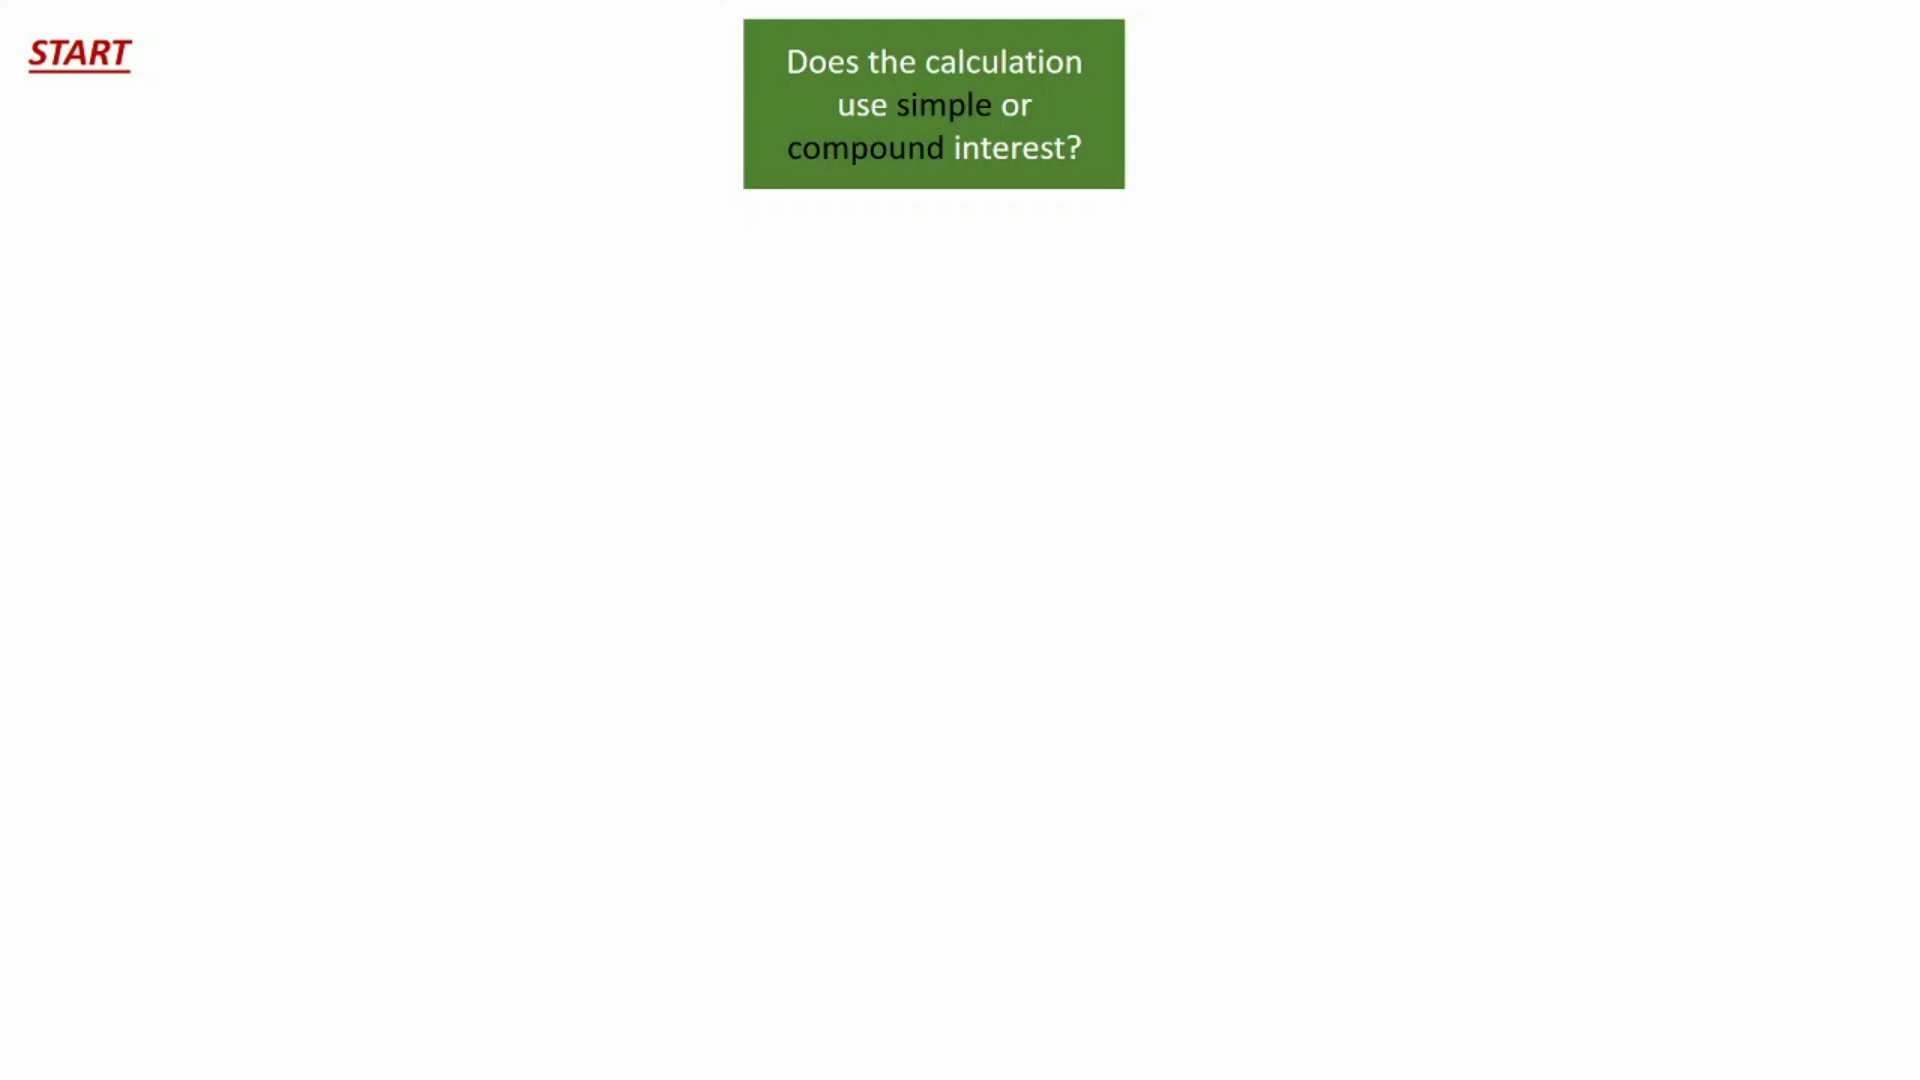 START
Does the calculation
use simple or
compound interest?